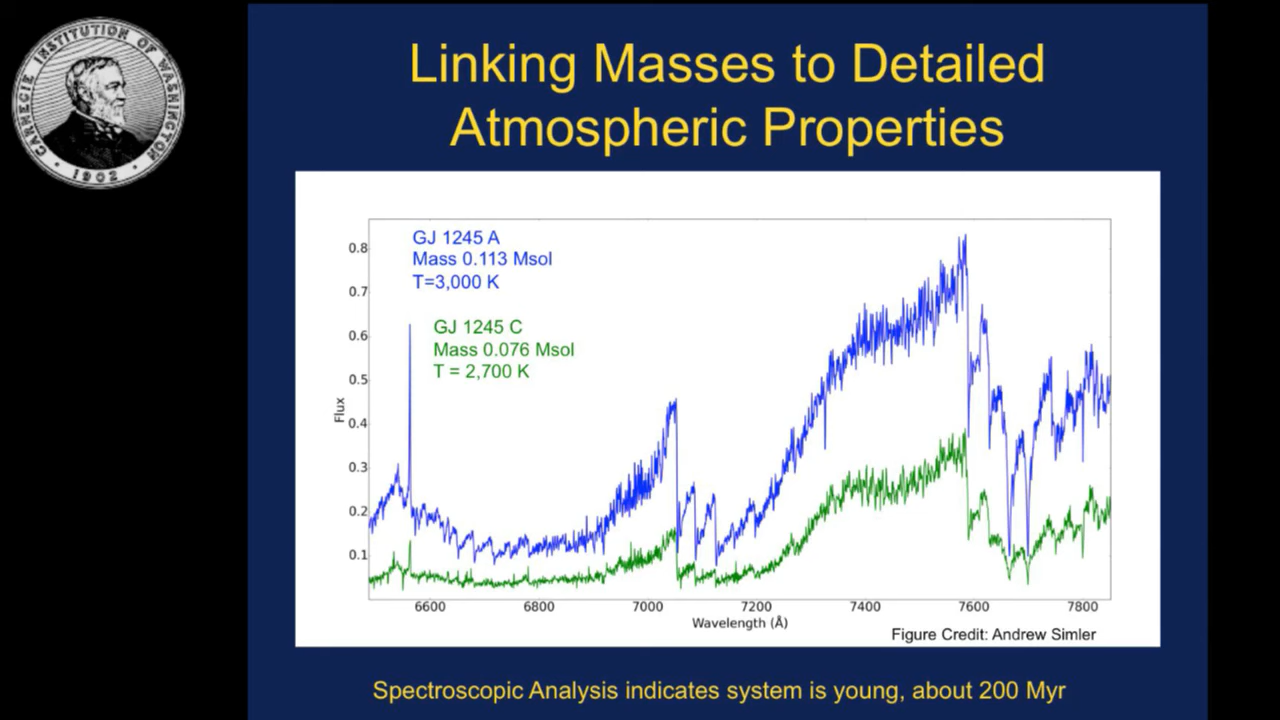 CARNEGIE INSTITUTION OF WASHINGTON
• 1902 •
Linking Masses to Detailed
Atmospheric Properties
GJ 1245 A
Mass 0.113 Msol
T=3,000 K
GJ 1245 C
Mass 0.076 Msol
T = 2,700 K
Flux
0.8
0.7
0.6
0.5
0.4
0.3
0.2
0.1
6600 6800 7000 7200 7400 7600 7800
Wavelength (Å)
Figure Credit: Andrew Simler
Spectroscopic Analysis indicates system is young, about 200 Myr